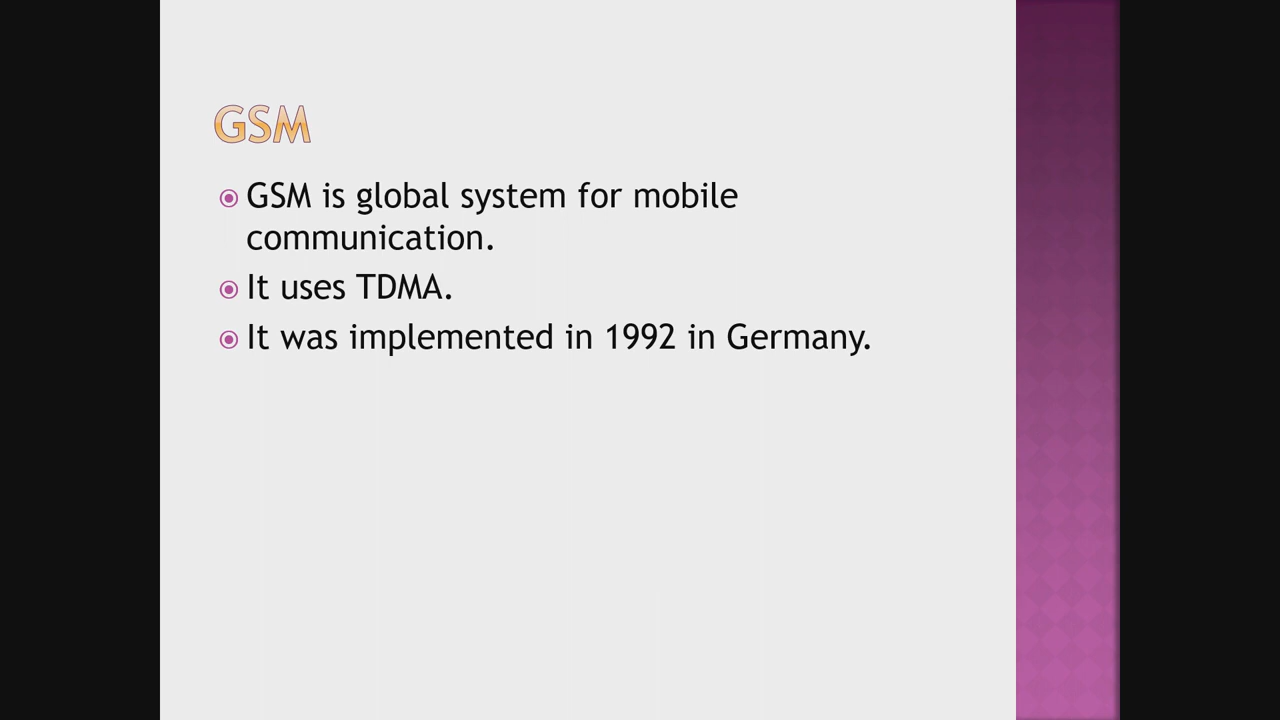 GSM
GSM is global system for mobile
communication.
It uses TDMA.
It was implemented in 1992 in Germany.